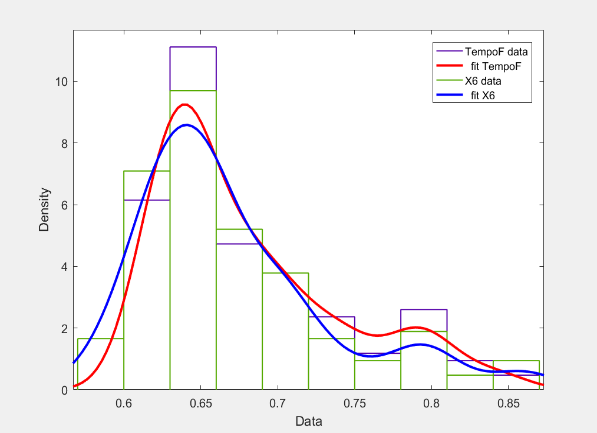 TempoF data
fit TempoF
X6 data
fit X6
10
8
6
4
2
0
Density
0.6 0.65 0.7 0.75 0.8 0.85
Data